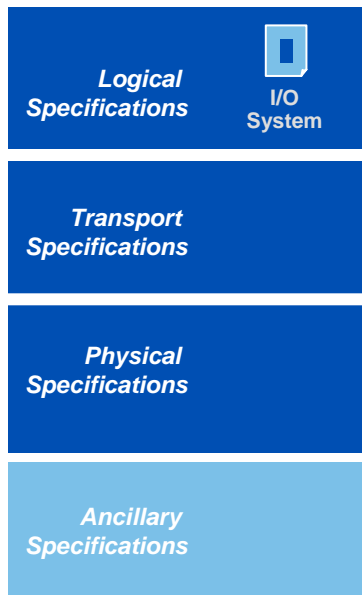 Logical
Specifications
I/O
System
Transport
Specifications
Physical
Specifications
Ancillary
Specifications